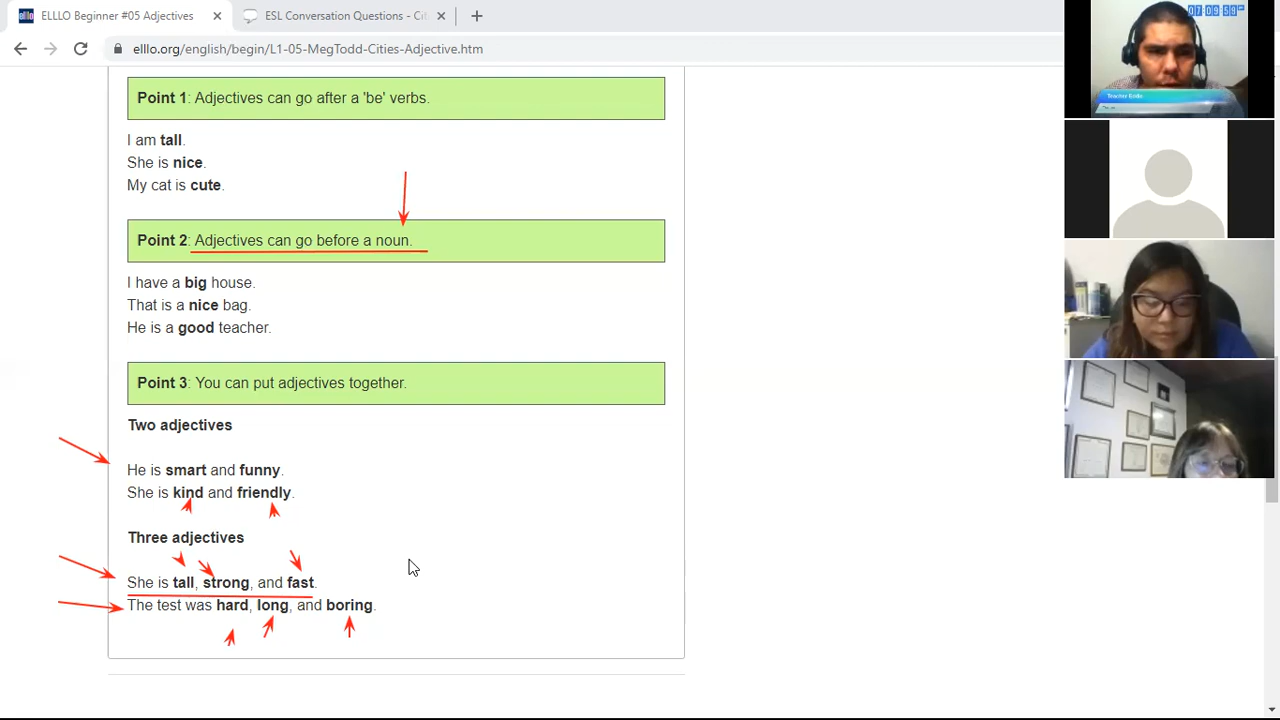 ELLLO Beginner #05 Adjectives
ESL Conversation Questions - Cit
elllo.org/english/begin/L1-05-MegTodd-Cities-Adjective.htm
07:09:59
Point 1: Adjectives can go after a 'be' verbs.
I am tall.
She is nice.
My cat is cute.
Point 2: Adjectives can go before a noun.
I have a big house.
That is a nice bag.
He is a good teacher.
Point 3: You can put adjectives together.
Two adjectives
He is smart and funny.
She is kind and friendly.
Three adjectives
She is tall, strong, and fast.
The test was hard, long, and boring.